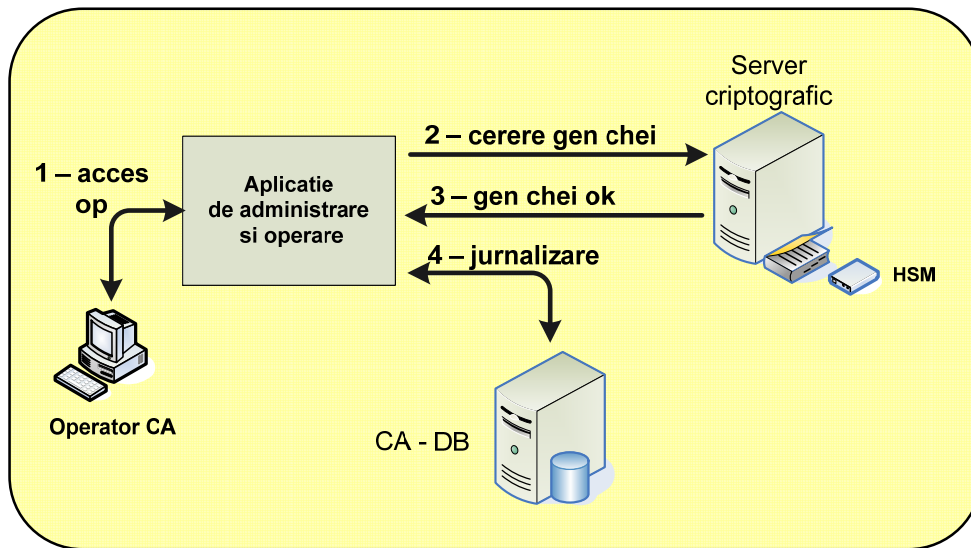 Server
criptografic
2 – cerere gen chei
1 – acces
op
Aplicatie
de administrare
si operare
3 – gen chei ok
4 – jurnalizare
HSM
Operator CA
CA - DB